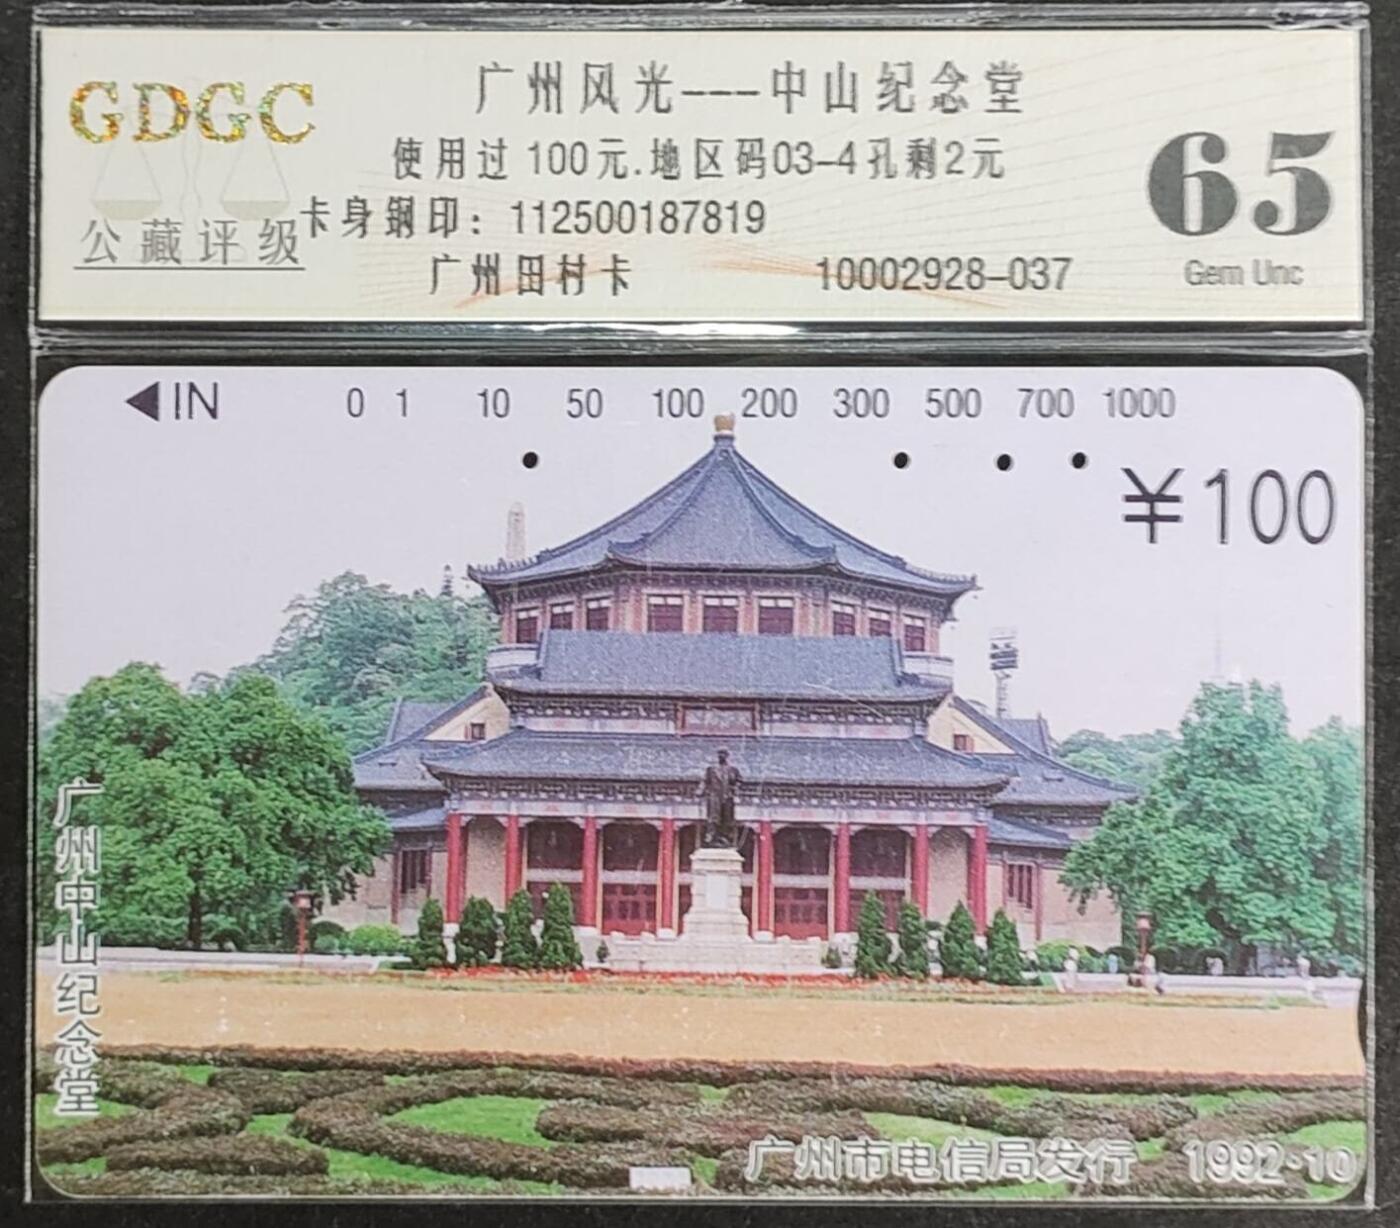 GDGC
公藏评级
广州风光---中山纪念堂
使用过 100元.地区码03-4孔剩2元
卡身钢印：112500187819
广州田村卡 10002928-037
65
Gem Unc
◀IN 0 1 10 50 100 200 300 500 700 1000
¥100
广州中山纪念堂
广州市电信局发行 1992·10